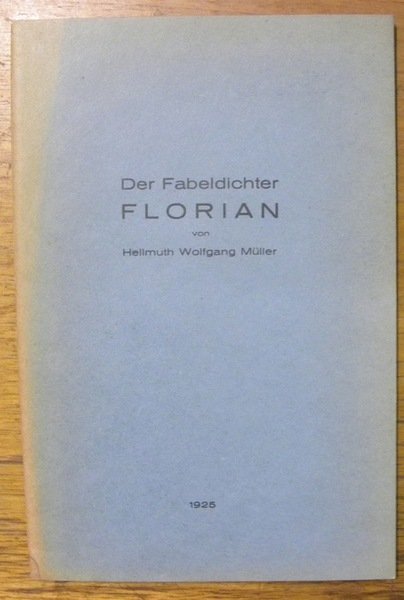 Der Fabeldichter
FLORIAN
von
Hellmuth Wolfgang Müller
1925